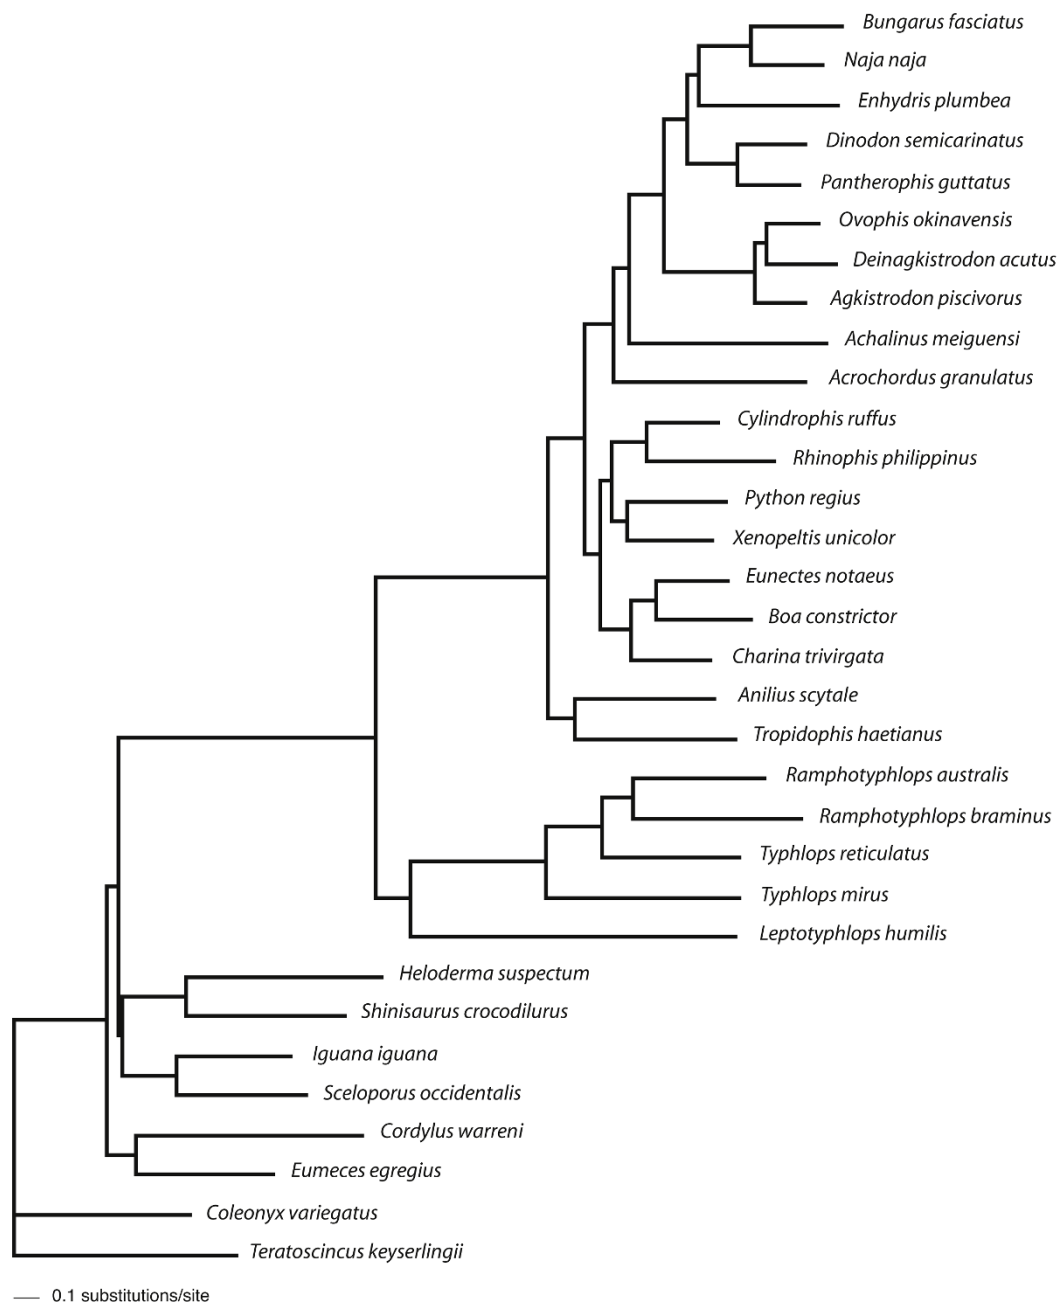 Bungarus fasciatus
Naja naja
Enhydris plumbea
Dinodon semicarinatus
Pantherophis guttatus
Ovophis okinavensis
Deinagkistrodon acutus
Agkistrodon piscivorus
Achalinus meiguensi
Acrochordus granulatus
Cylindrophis ruffus
Rhinophis philippinus
Python regius
Xenopeltis unicolor
Eunectes notaeus
Boa constrictor
Charina trivirgata
Anilius scytale
Tropidophis haetianus
Ramphotyphlops australis
Ramphotyphlops braminus
Typhlops reticulatus
Typhlops mirus
Leptotyphlops humilis
Heloderma suspectum
Shinisaurus crocodilurus
Iguana iguana
Sceloporus occidentalis
Cordylus warreni
Eumeces egregius
Coleonyx variegatus
Teratoscincus keyserlingii
0.1 substitutions/site